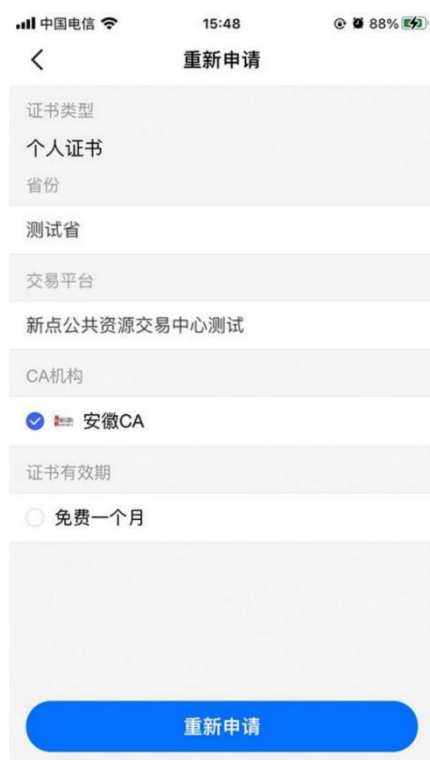 中国电信 15:48 88%
重新申请
证书类型
个人证书
省份
测试省
交易平台
新点公共资源交易中心测试
CA机构
安徽CA
证书有效期
免费一个月
重新申请